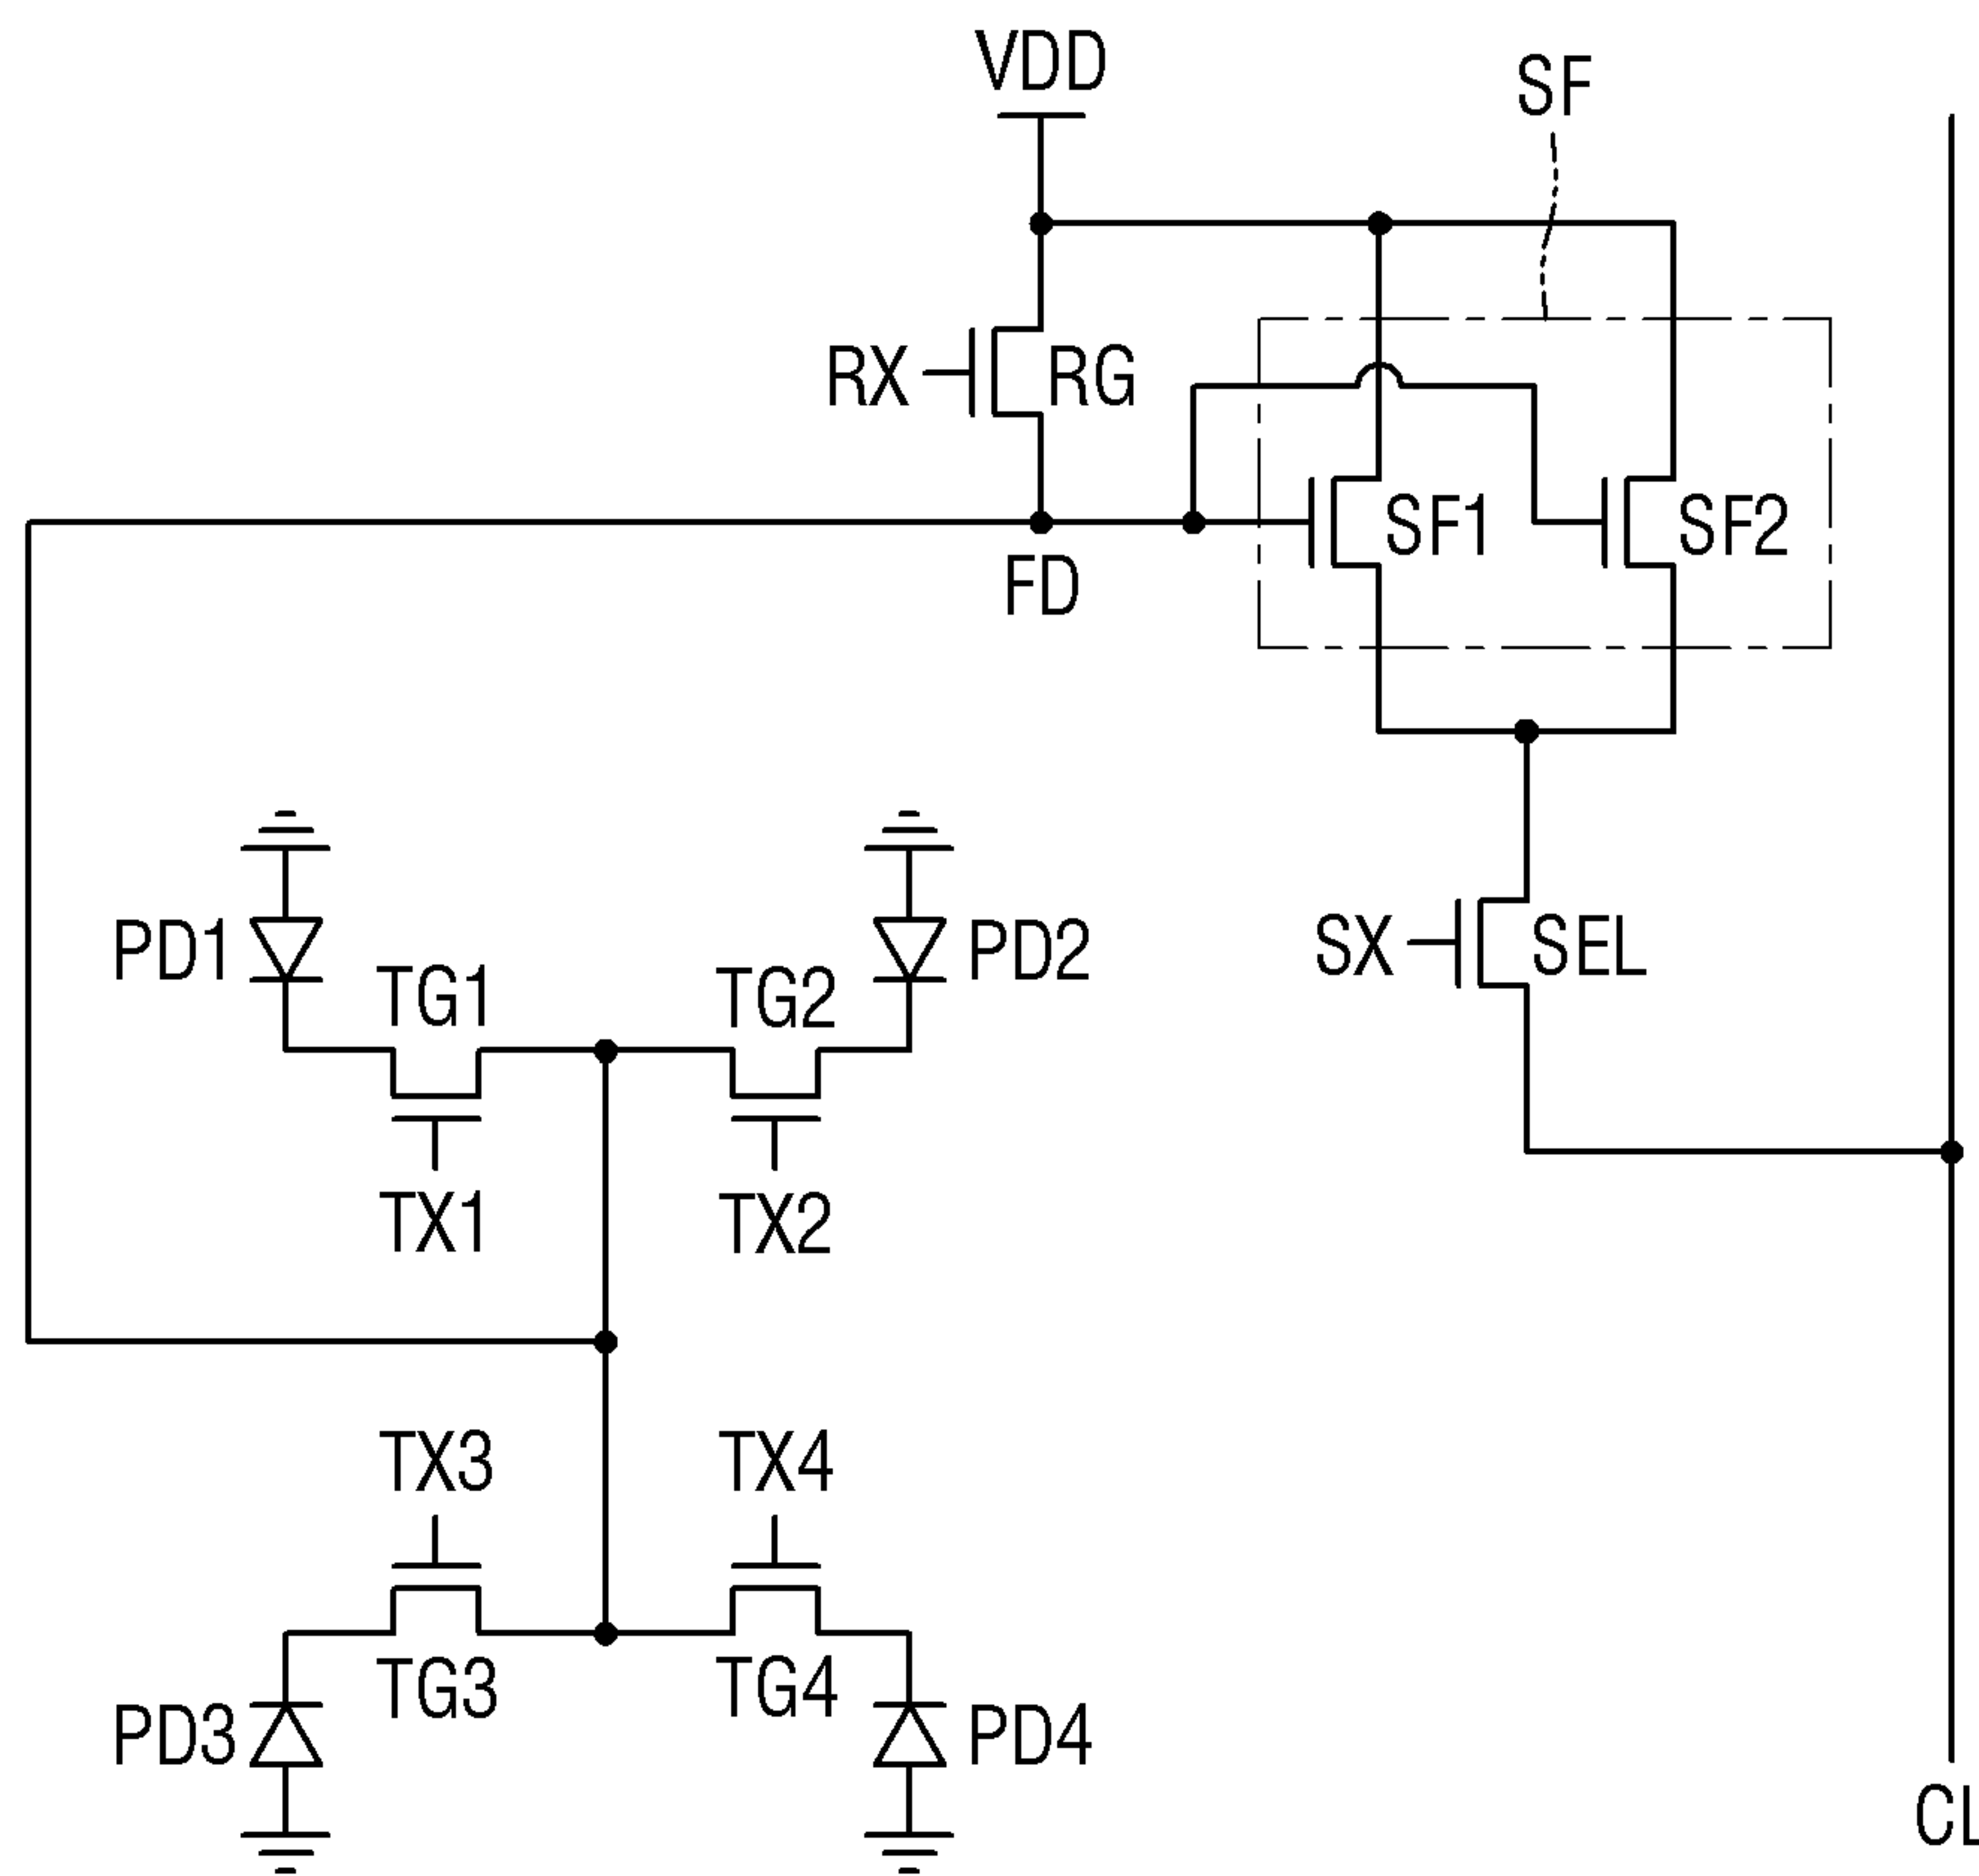 VDD
SF
RX
RG
SF1
SF2
FD
PD1
TG1
TG2
PD2
SX
SEL
TX1
TX2
TX3
TX4
PD3
TG3
TG4
PD4
CL